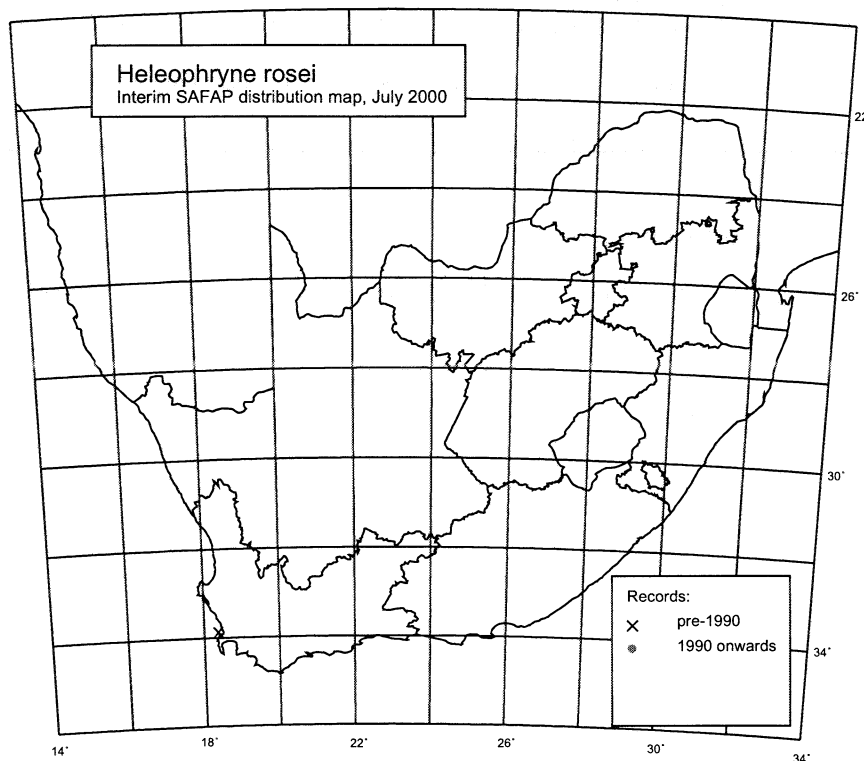 Heleophryne rosei
Interim SAFAP distribution map, July 2000
22
26˚
30˚
Records:
pre-1990
1990 onwards
34˚
14˚
18˚
22˚
26˚
30˚
34˚